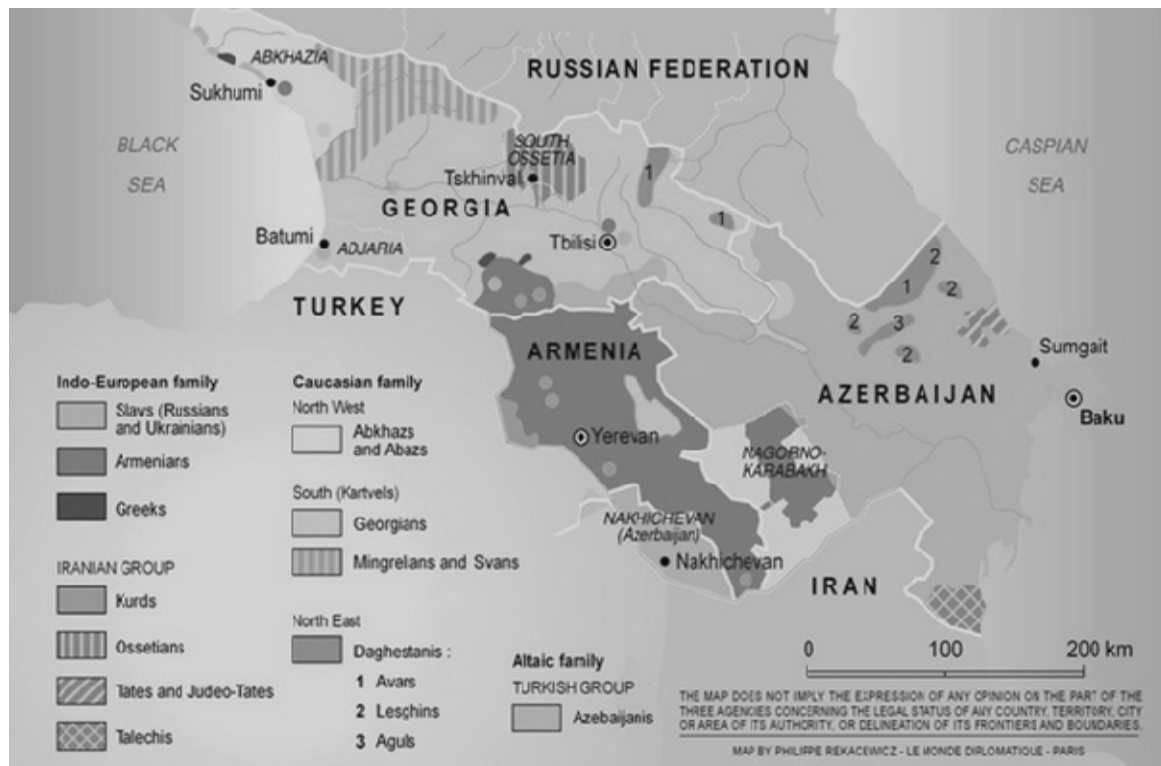 ABKHAZIA
RUSSIAN FEDERATION
Sukhumi
BLACK
SEA
SOUTH
OSSETIA
Tskhinval
CASPIAN
SEA
1
GEORGIA
1
Batumi
ADJARIA
Tbilisi
TURKEY
2
1
2
2
3
2
ARMENIA
Sumgait
AZERBAIJAN
Baku
Yerevan
NAGORNO-
KARABAKH
NAKHICHEVAN
(Azerbaijan)
Nakhichevan
IRAN
Indo-European family
Slavs (Russians
and Ukrainians)
Armenians
Greeks
IRANIAN GROUP
Kurds
Ossetians
Tates and Judeo-Tates
Talechis
Caucasian family
North West
Abkhazs
and Abazs
South (Kartvels)
Georgians
Mingrelans and Svans
North East
Daghestanis :
1 Avars
2 Lesghins
3 Aguls
Altaic family
TURKISH GROUP
Azebaijanis
0 100 200 km
THE MAP DOES NOT IMPLY THE EXPRESSION OF ANY OPINION ON THE PART OF THE
THREE AGENCIES CONCERNING THE LEGAL STATUS OF ANY COUNTRY, TERRITORY, CITY
OR AREA OF ITS AUTHORITY, OR DELINEATION OF ITS FRONTIERS AND BOUNDARIES.
MAP BY PHILIPPE REKACEWICZ - LE MONDE DIPLOMATIQUE - PARIS